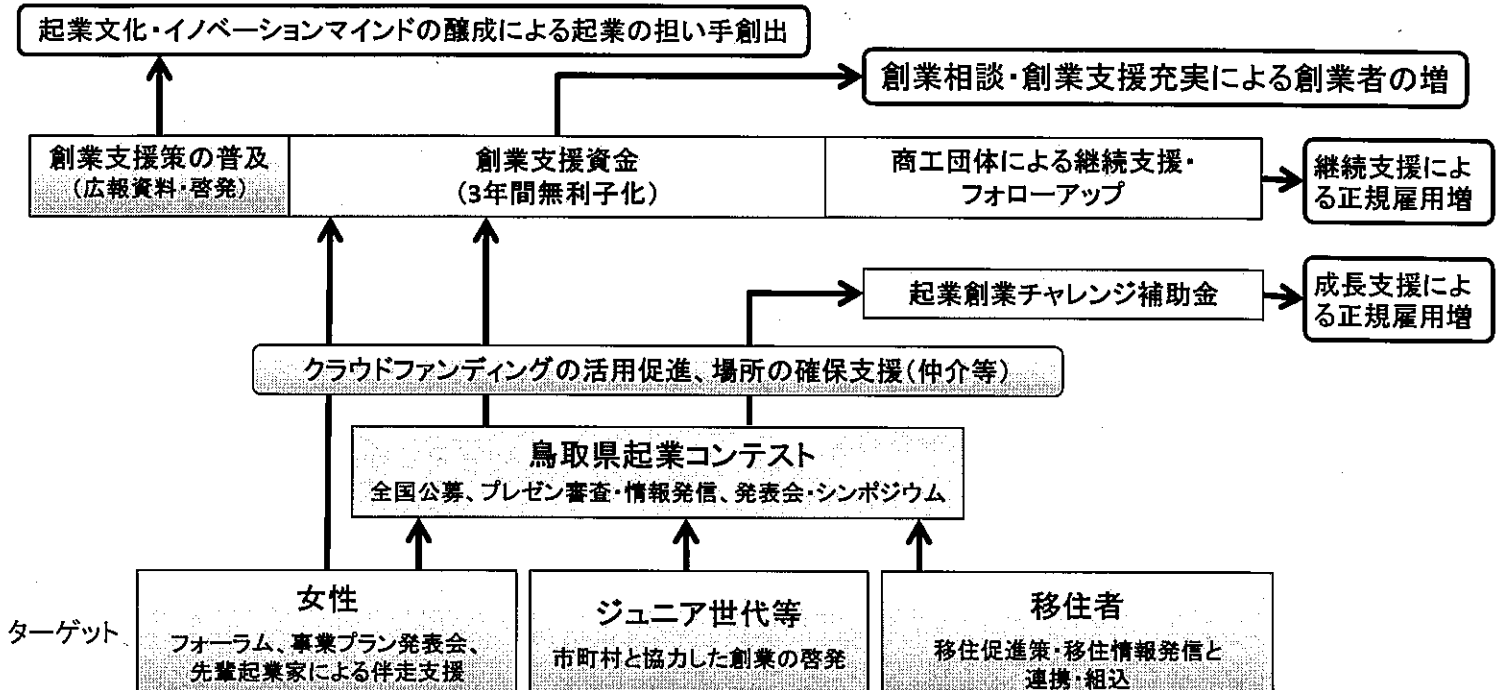 起業文化・イノベーションマインドの醸成による起業の担い手創出
創業相談・創業支援充実による創業者の増
創業支援策の普及
(広報資料・啓発)
創業支援資金
(3年間無利子化)
商工団体による継続支援・
フォローアップ
継続支援によ
る正規雇用増
起業創業チャレンジ補助金
成長支援によ
る正規雇用増
クラウドファンディングの活用促進、場所の確保支援(仲介等)
鳥取県起業コンテスト
全国公募、プレゼン審査・情報発信、発表会・シンポジウム
ターゲット
女性
フォーラム、事業プラン発表会、
先輩起業家による伴走支援
ジュニア世代等
市町村と協力した創業の啓発
移住者
移住促進策・移住情報発信と
連携・組込